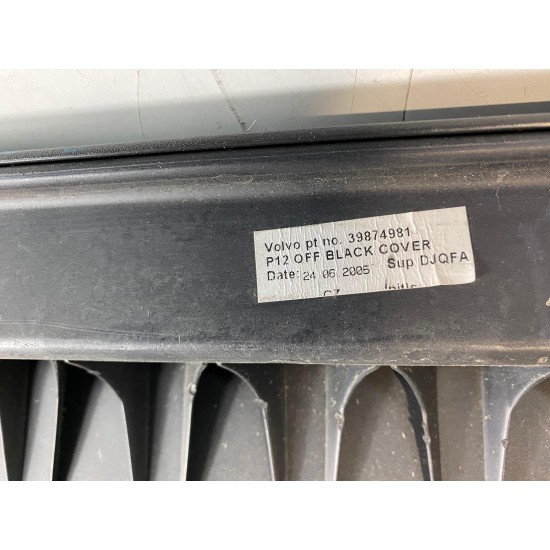 Volvo pt no. 39874981
P12 OFF BLACK COVER
Date: 24.06.2005 Sup DJQFA